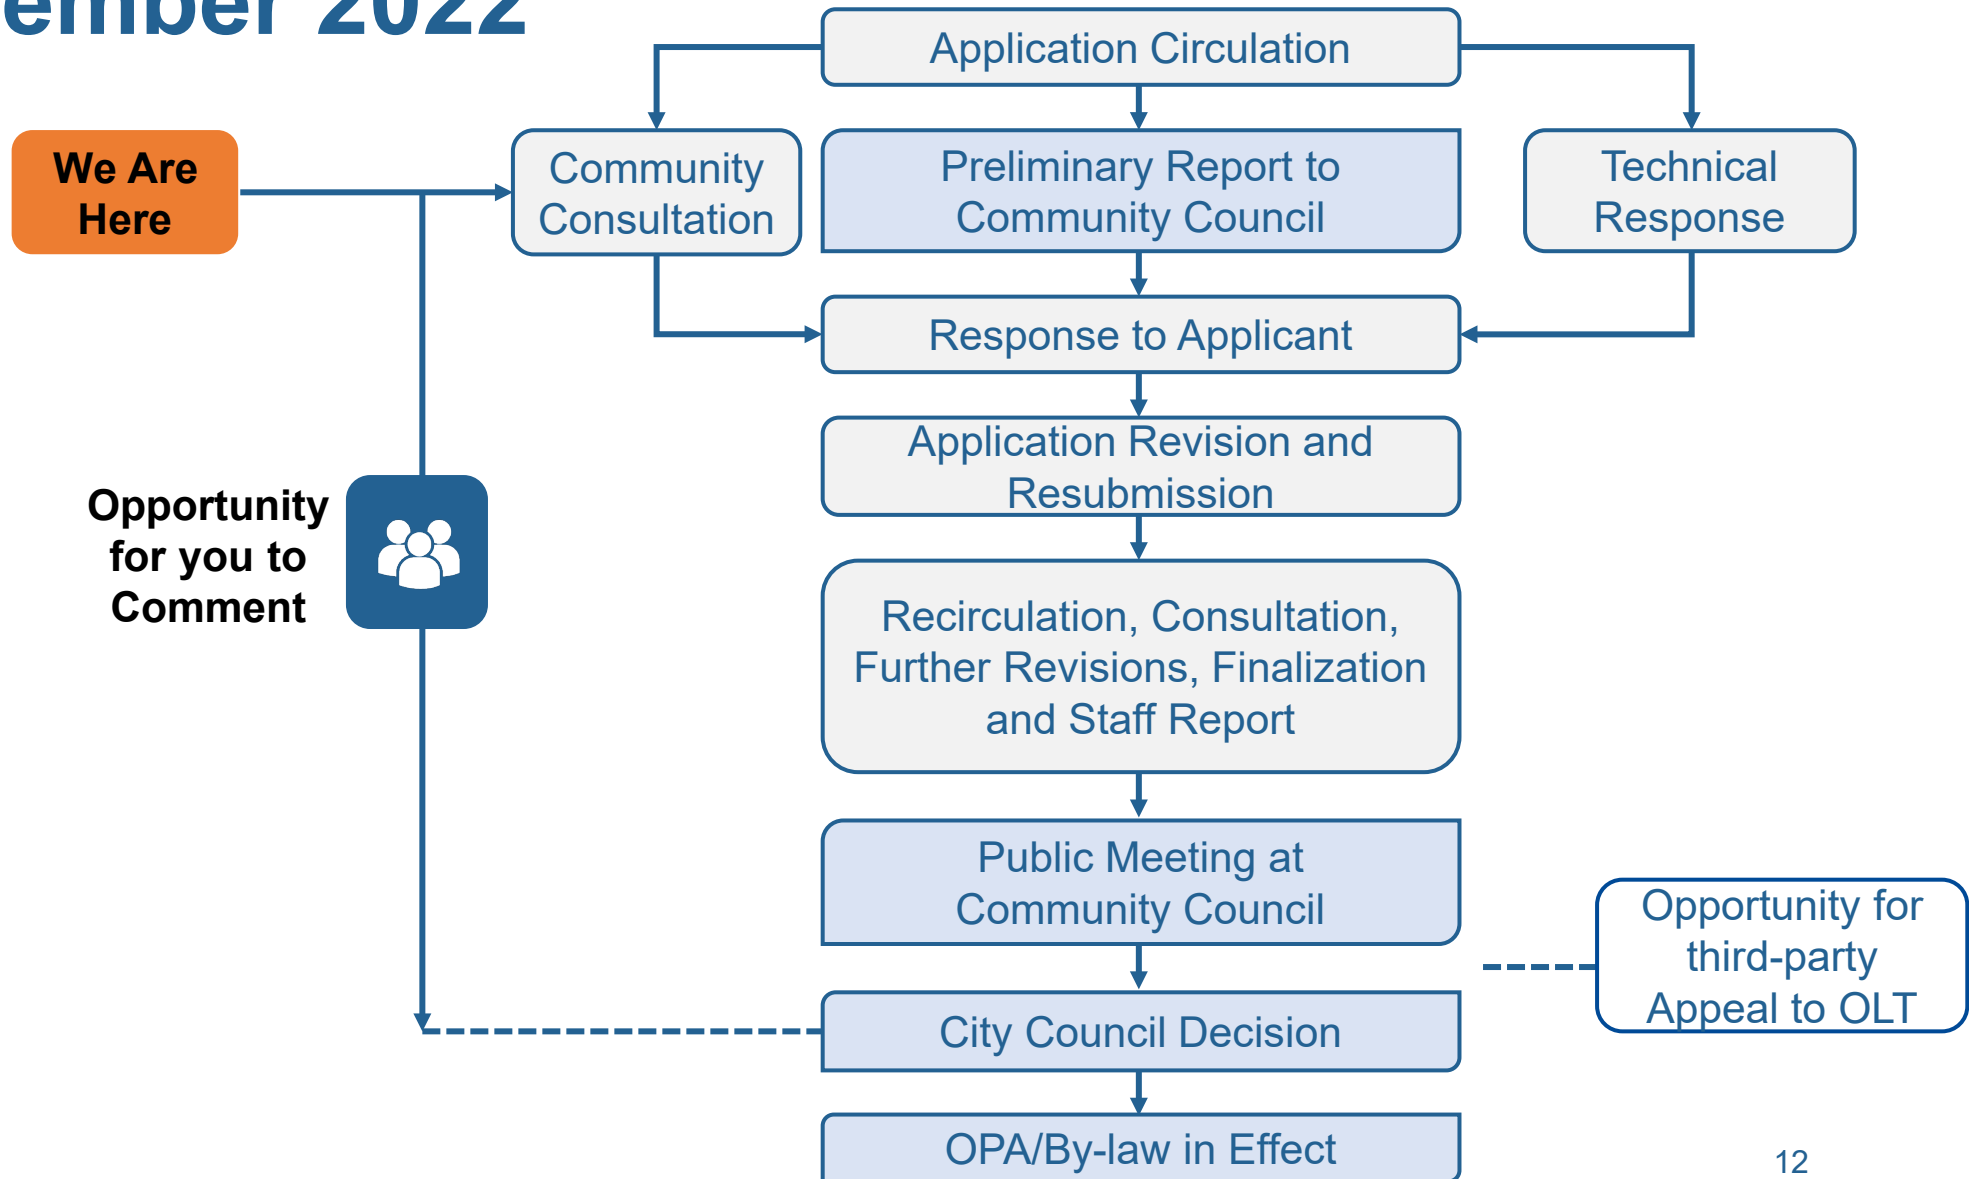 ember 2022
Application Circulation
We Are
Here
Community
Consultation
Preliminary Report to
Community Council
Technical
Response
Response to Applicant
Application Revision and
Resubmission
Opportunity
for you to
Comment
Recirculation, Consultation,
Further Revisions, Finalization
and Staff Report
Public Meeting at
Community Council
Opportunity for
third-party
Appeal to OLT
City Council Decision
OPA/By-law in Effect
12